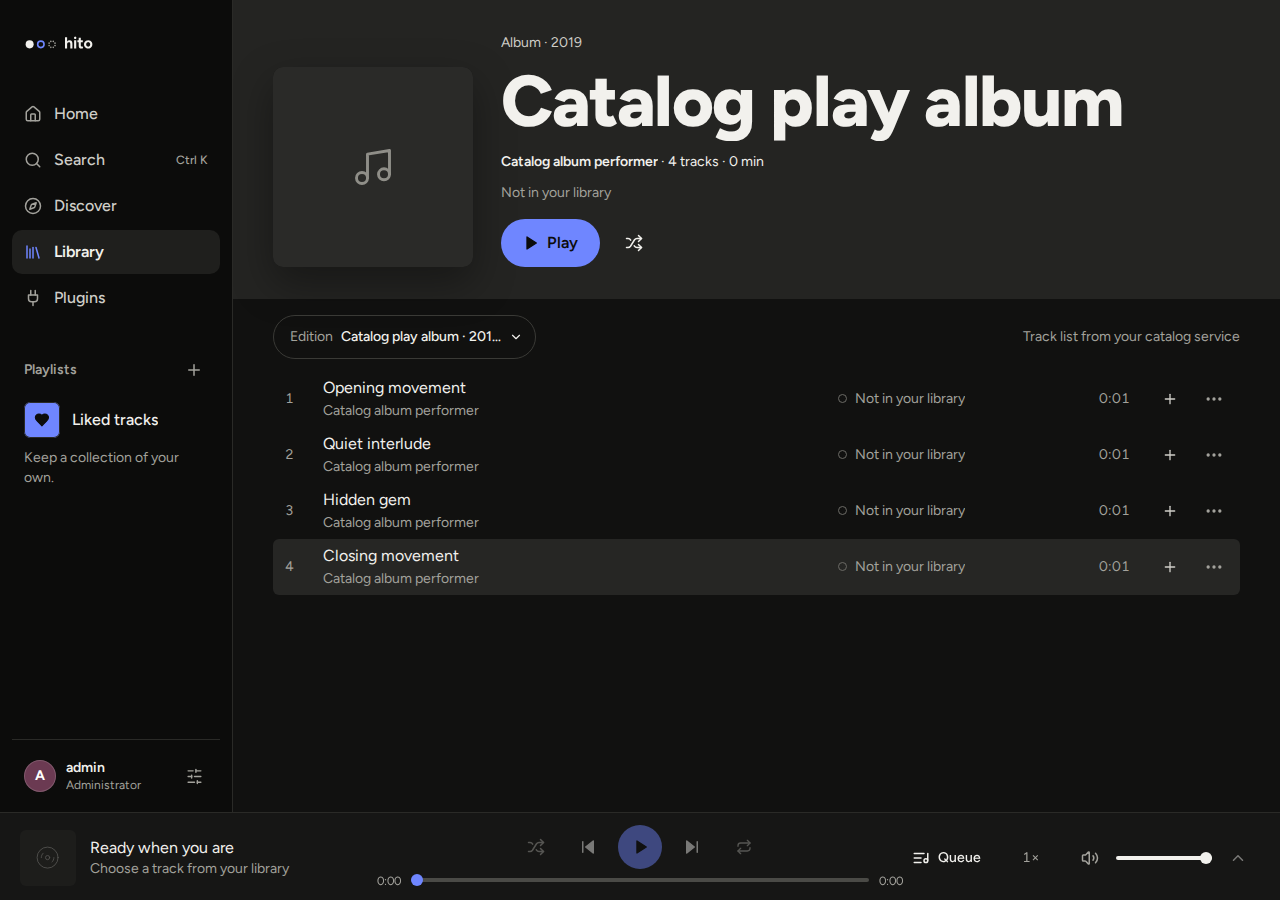 hito
Home
Search Ctrl K
Discover
Library
Plugins
Playlists
Liked tracks
Keep a collection of your
own.
admin
Administrator
A
Album · 2019
Catalog play album
Catalog album performer · 4 tracks · 0 min
Not in your library
Play
Edition Catalog play album · 201...
Track list from your catalog service
1 Opening movement Not in your library 0:01
Catalog album performer
2 Quiet interlude Not in your library 0:01
Catalog album performer
3 Hidden gem Not in your library 0:01
Catalog album performer
4 Closing movement Not in your library 0:01
Catalog album performer
Ready when you are
Choose a track from your library
0:00 0:00
Queue 1×